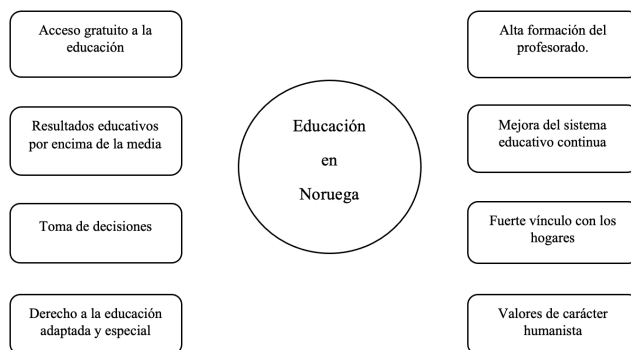 Acceso gratuito a la
educación
Resultados educativos
por encima de la media
Toma de decisiones
Derecho a la educación
adaptada y especial
Educación
en
Noruega
Alta formación del
profesorado.
Mejora del sistema
educativo continua
Fuerte vínculo con los
hogares
Valores de carácter
humanista